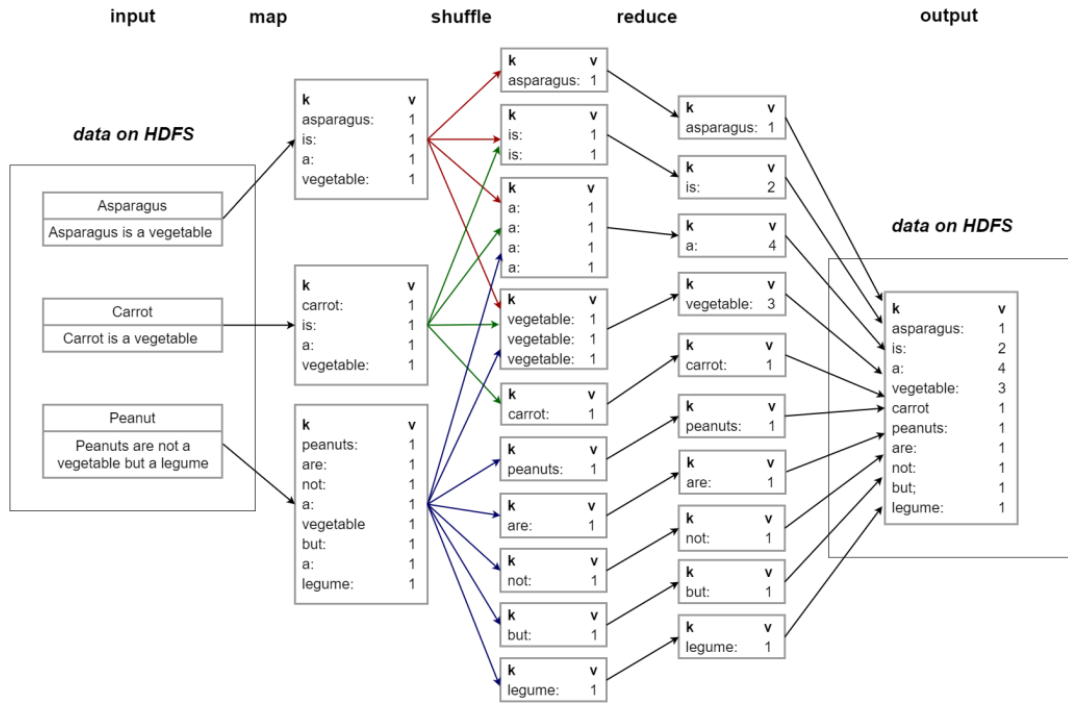 input map shuffle reduce output
data on HDFS
Asparagus
Asparagus is a vegetable
Carrot
Carrot is a vegetable
Peanut
Peanuts are not a
vegetable but a legume
k v
asparagus: 1
is: 1
a: 1
vegetable: 1
k v
carrot: 1
is: 1
a: 1
vegetable: 1
k v
peanuts: 1
are: 1
not: 1
a: 1
vegetable 1
but: 1
a: 1
legume: 1
k v
asparagus: 1
k v
is: 1
is: 1
k v
a: 1
a: 1
a: 1
a: 1
k v
vegetable: 1
vegetable: 1
vegetable: 1
k v
carrot: 1
k v
peanuts: 1
k v
are: 1
k v
not: 1
k v
but: 1
k v
legume: 1
k v
asparagus: 1
k v
is: 2
k v
a: 4
k v
vegetable: 3
k v
carrot: 1
k v
peanuts: 1
k v
are: 1
k v
not: 1
k v
but: 1
k v
legume: 1
data on HDFS
k v
asparagus: 1
is: 2
a: 4
vegetable: 3
carrot 1
peanuts: 1
are: 1
not: 1
but; 1
legume: 1